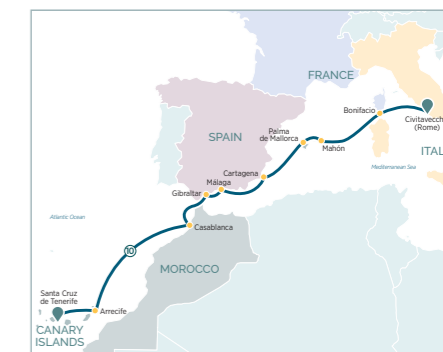 FRANCE
Bonifacio
Civitavecch
(Rome)
ITAL
Palma
de Mallorca
Mahón
SPAIN
Mediterranean Sea
Cartagena
Málaga
Gibraltar
Atlantic Ocean
Casablanca
10
MOROCCO
Santa Cruz
de Tenerife
Arrecife
CANARY
ISLANDS